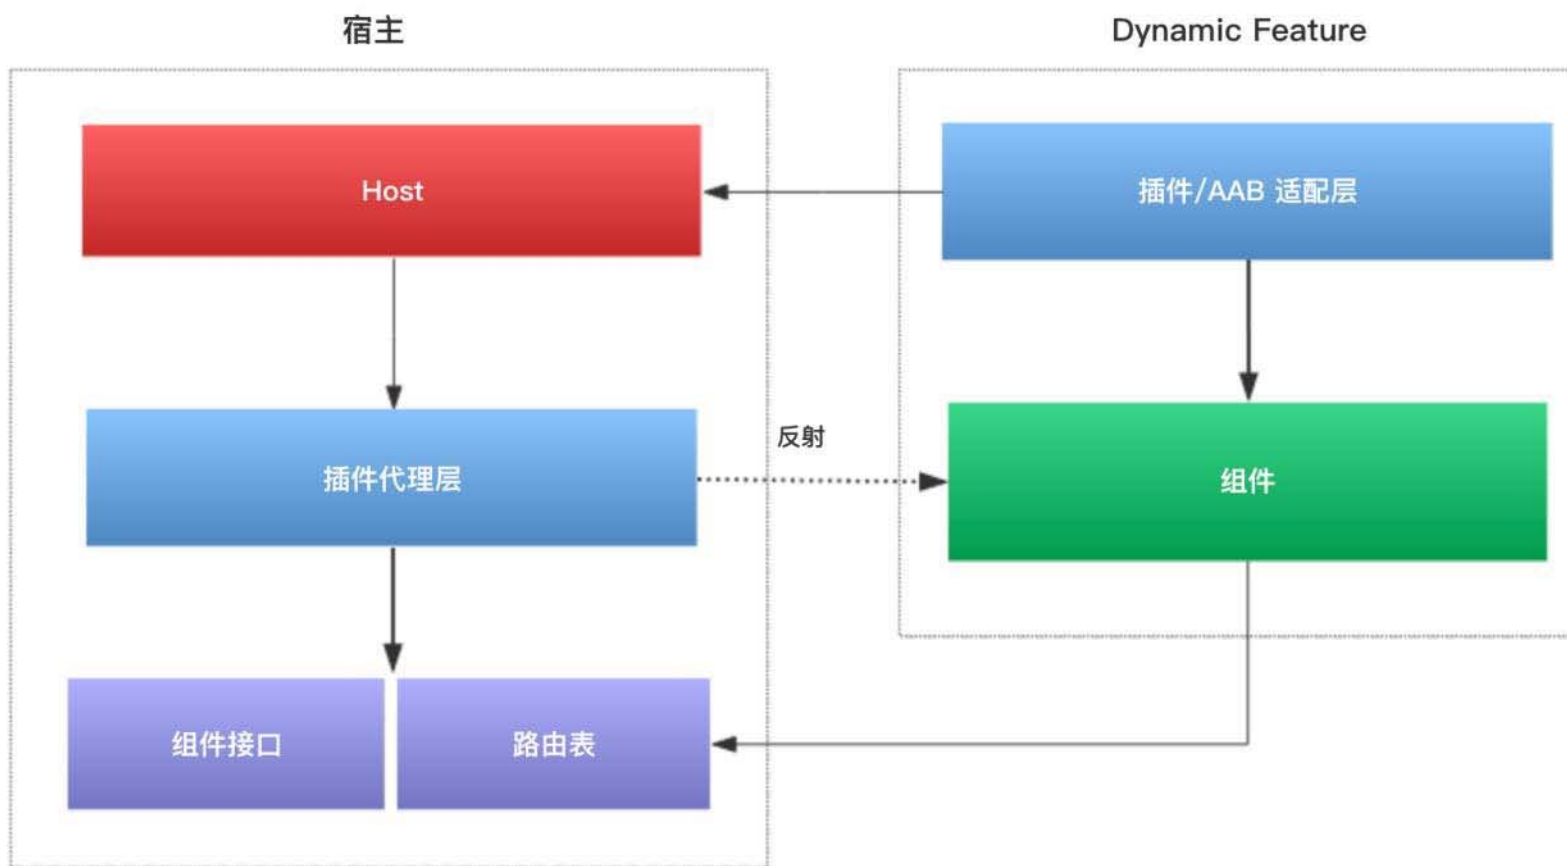 宿主
Dynamic Feature
Host
插件/AAB 适配层
反射
插件代理层
组件
组件接口
路由表